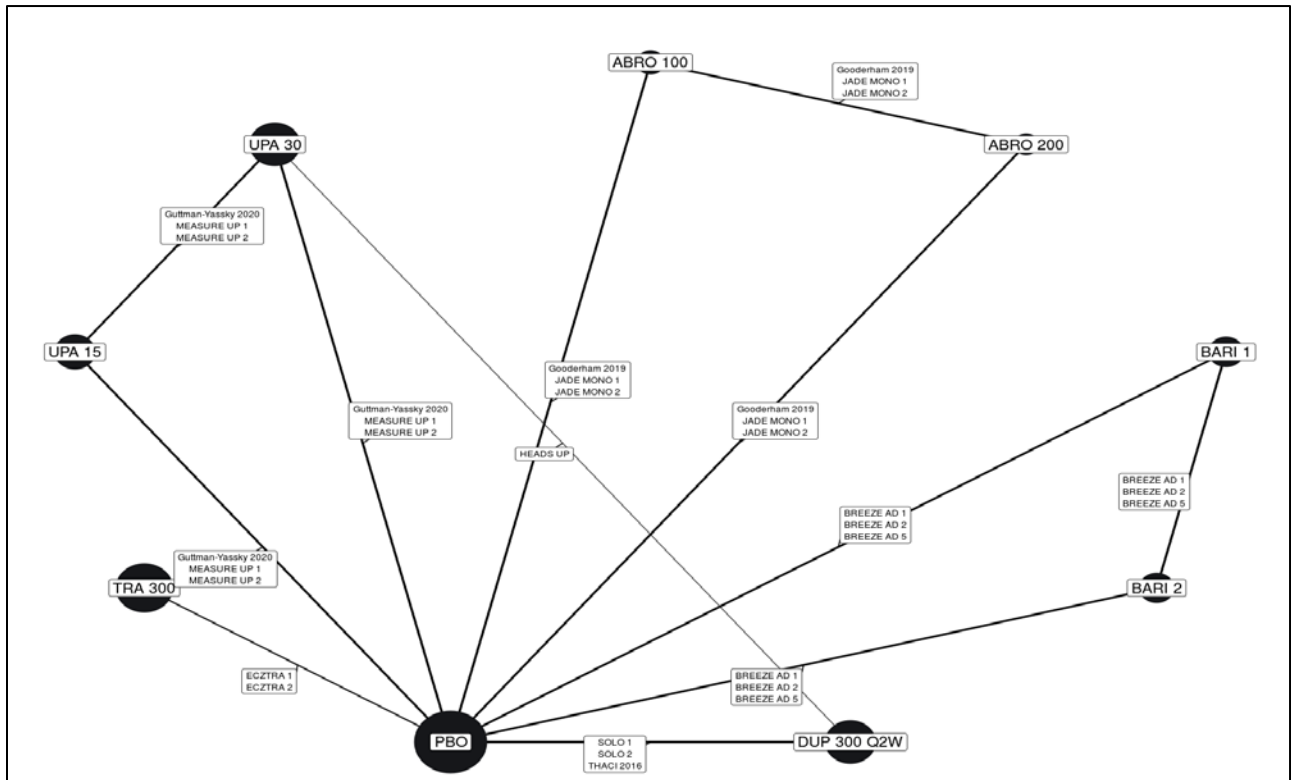 ABRO 100
Gooderham 2019
JADE MONO 1
JADE MONO 2
UPA 30
ABRO 200
Guttman-Yassky 2020
MEASURE UP 1
MEASURE UP 2
UPA 15
BARI 1
Gooderham 2019
JADE MONO 1
JADE MONO 2
Guttman-Yassky 2020
MEASURE UP 1
MEASURE UP 2
Gooderham 2019
JADE MONO 1
JADE MONO 2
HEADS UP
BREEZE AD 1
BREEZE AD 2
BREEZE AD 5
BREEZE AD 1
BREEZE AD 2
BREEZE AD 5
Guttman-Yassky 2020
MEASURE UP 1
MEASURE UP 2
TRA 300
BARI 2
ECZTRA 1
ECZTRA 2
BREEZE AD 1
BREEZE AD 2
BREEZE AD 5
PBO
SOLO 1
SOLO 2
THACI 2016
DUP 300 Q2W